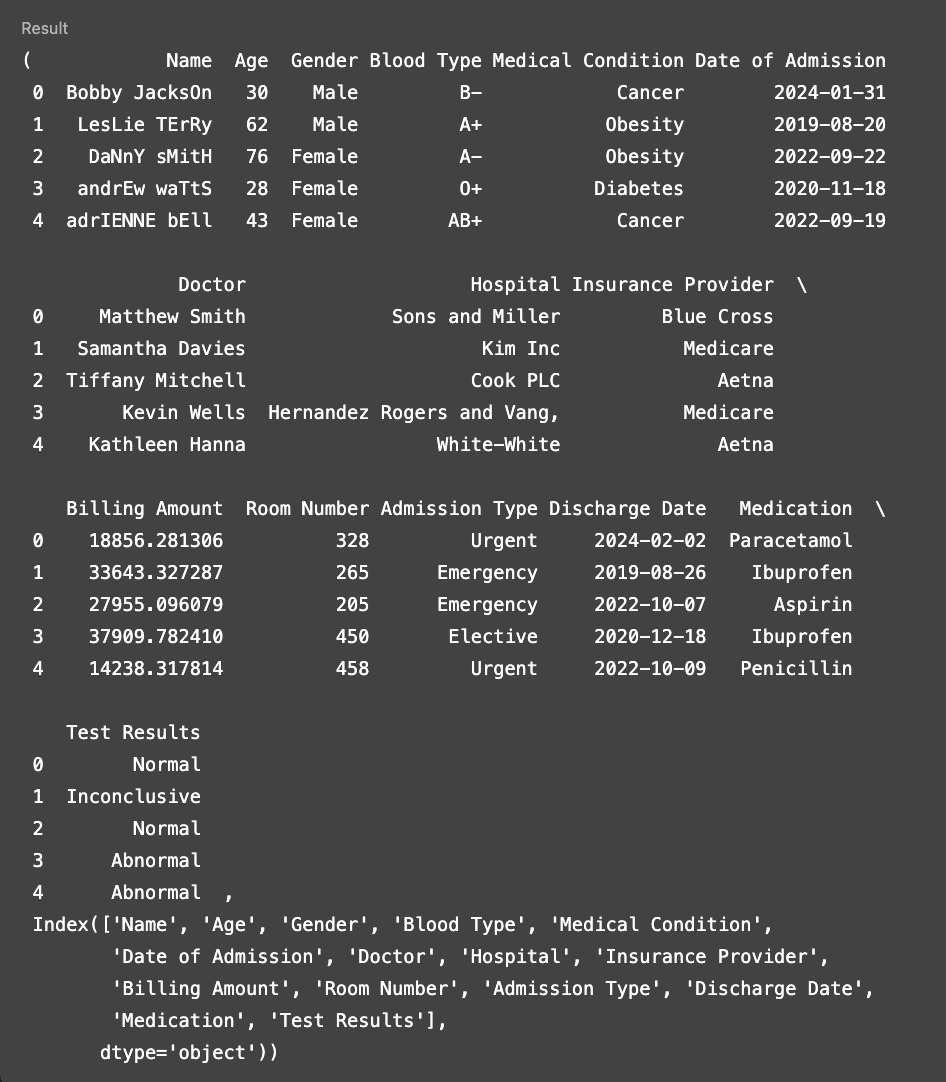 Result
(           Name  Age  Gender Blood Type Medical Condition Date of Admission
 0  Bobby JacksOn   30    Male         B-            Cancer        2024-01-31
 1   LesLie TErRy   62    Male         A+           Obesity        2019-08-20
 2    DaNnY sMitH   76  Female         A-           Obesity        2022-09-22
 3   andrEw waTtS   28  Female         O+          Diabetes        2020-11-18
 4  adrIENNE bEll   43  Female        AB+            Cancer        2022-09-19
              Doctor                    Hospital Insurance Provider  \
 0     Matthew Smith             Sons and Miller         Blue Cross
 1   Samantha Davies                     Kim Inc           Medicare
 2  Tiffany Mitchell                    Cook PLC              Aetna
 3       Kevin Wells  Hernandez Rogers and Vang,           Medicare
 4    Kathleen Hanna                 White-White              Aetna
    Billing Amount  Room Number Admission Type Discharge Date   Medication  \
 0    18856.281306          328         Urgent     2024-02-02  Paracetamol
 1    33643.327287          265      Emergency     2019-08-26    Ibuprofen
 2    27955.096079          205      Emergency     2022-10-07      Aspirin
 3    37909.782410          450       Elective     2020-12-18    Ibuprofen
 4    14238.317814          458         Urgent     2022-10-09   Penicillin
    Test Results
 0        Normal
 1  Inconclusive
 2        Normal
 3      Abnormal
 4      Abnormal  ,
 Index(['Name', 'Age', 'Gender', 'Blood Type', 'Medical Condition',
        'Date of Admission', 'Doctor', 'Hospital', 'Insurance Provider',
        'Billing Amount', 'Room Number', 'Admission Type', 'Discharge Date',
        'Medication', 'Test Results'],
       dtype='object'))